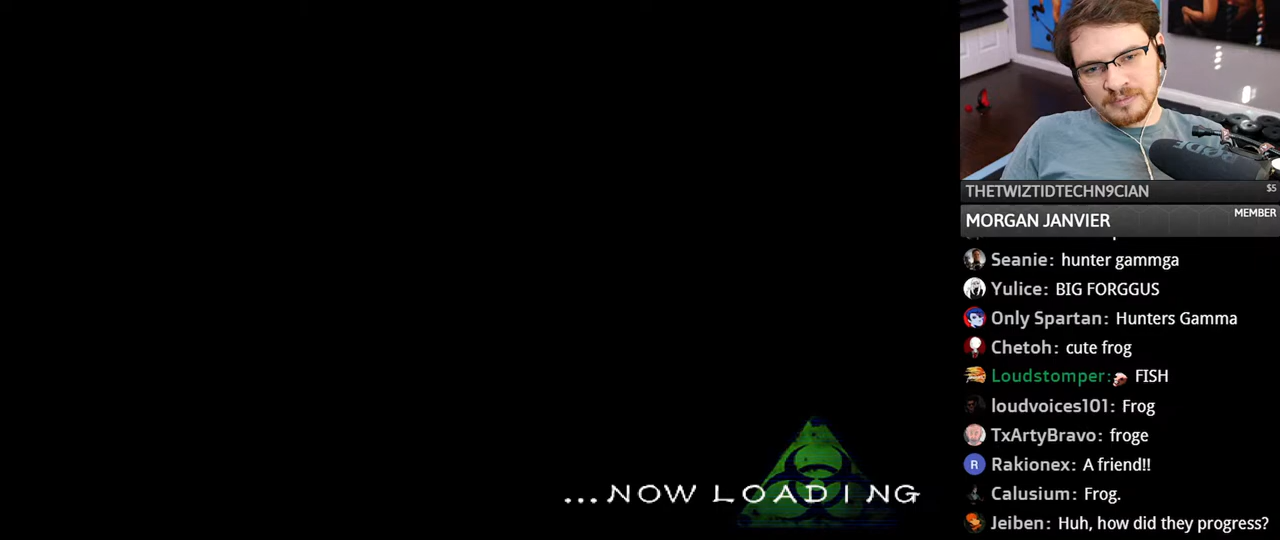 ...NOW LOADING
RODE
THETWIZTIDTECHN9CIAN $5
MORGAN JANVIER MEMBER
Seanie: hunter gammga
Yulice: BIG FORGGUS
Only Spartan: Hunters Gamma
Chetoh: cute frog
Loudstomper: FISH
loudvoices101: Frog
TxArtyBravo: froge
R Rakionex: A friend!!
Calusium: Frog.
Jeiben: Huh, how did they progress?